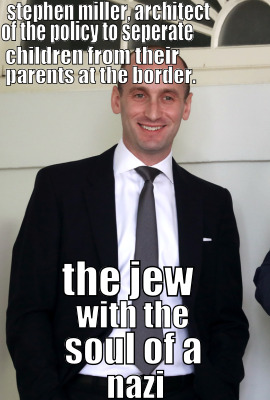 stephen miller, architect
of the policy to seperate
children from their
parents at the border.
the jew
with the
soul of a
nazi